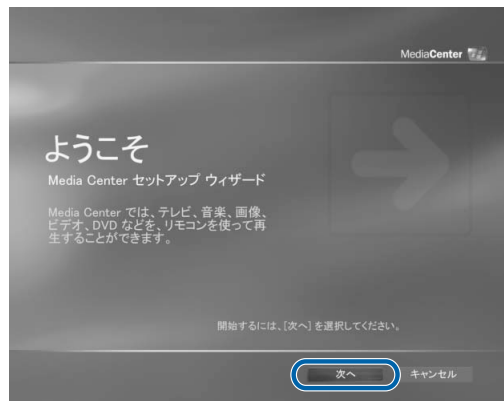 MediaCenter
ようこそ
Media Center セットアップ ウィザード
Media Center では、テレビ、音楽、画像、
ビデオ、DVD などを、リモコンを使って再
生することができます。
開始するには、[次へ] を選択してください。
次へ
キャンセル